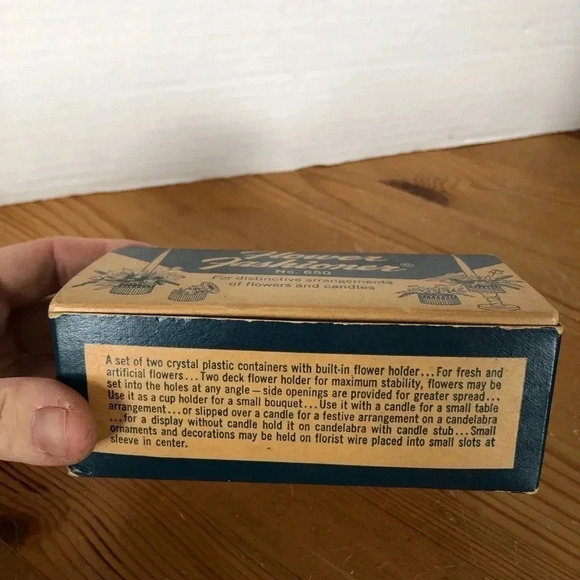 Flower
Fashioner®
No. 650
For distinctive arrangements
of flowers and candles
A set of two crystal plastic containers with built-in flower holder...For fresh and
artificial flowers...Two deck flower holder for maximum stability, flowers may be
set into the holes at any angle — side openings are provided for greater spread...
Use it as a cup holder for a small bouquet...Use it with a candle for a small table
arrangement...or slipped over a candle for a festive arrangement on a candelabra
...for a display without candle hold it on candelabra with candle stub...Small
ornaments and decorations may be held on florist wire placed into small slots at
sleeve in center.